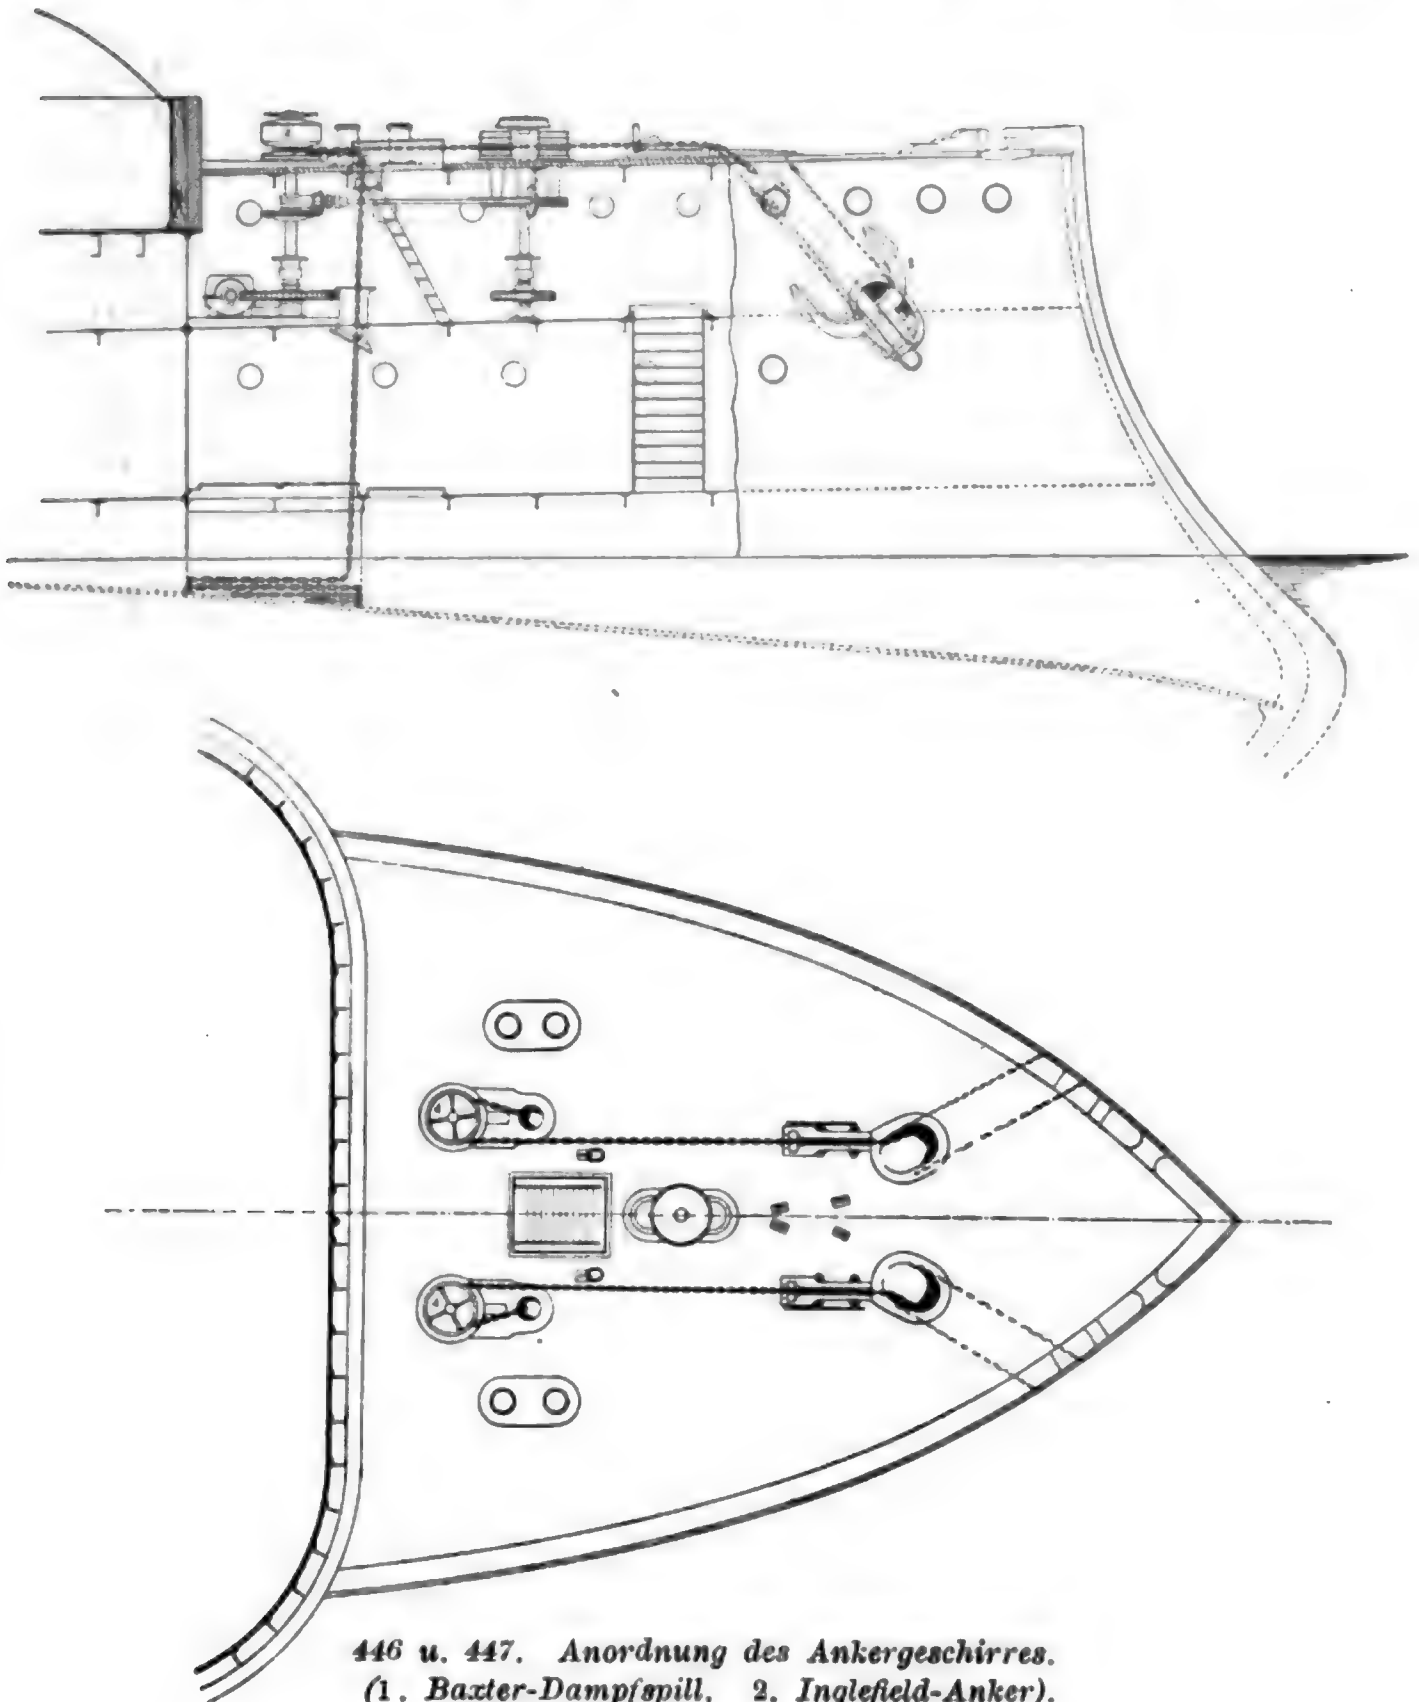 446 u. 447. Anordnung des Ankergeschirres.
(1. Baxter-Dampfspill. 2. Inglefield-Anker).